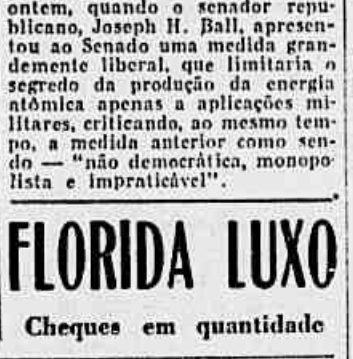 ontem, quando o senador repu-
blicano, Joseph H. Ball, apresen-
tou ao Senado uma medida gran-
demente liberal, que limitaria o
segredo da produção da energia
atômica apenas a aplicações mi-
litares, criticando, ao mesmo tem-
po, a medida anterior como sen-
do — "não democrática, monopo-
lista e impraticável".
FLORIDA LUXO
Cheques em quantidade